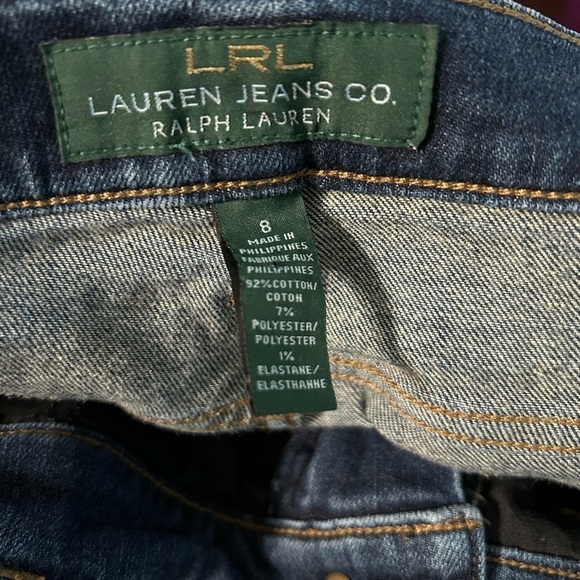 LRL
LAUREN JEANS CO.
RALPH LAUREN
8
MADE IN
PHILIPPINES
FABRIQUE AUX
PHILIPPINES
92% COTTON/
COTON
7%
POLYESTER/
POLYESTER
1%
ELASTANE/
ELASTHANNE